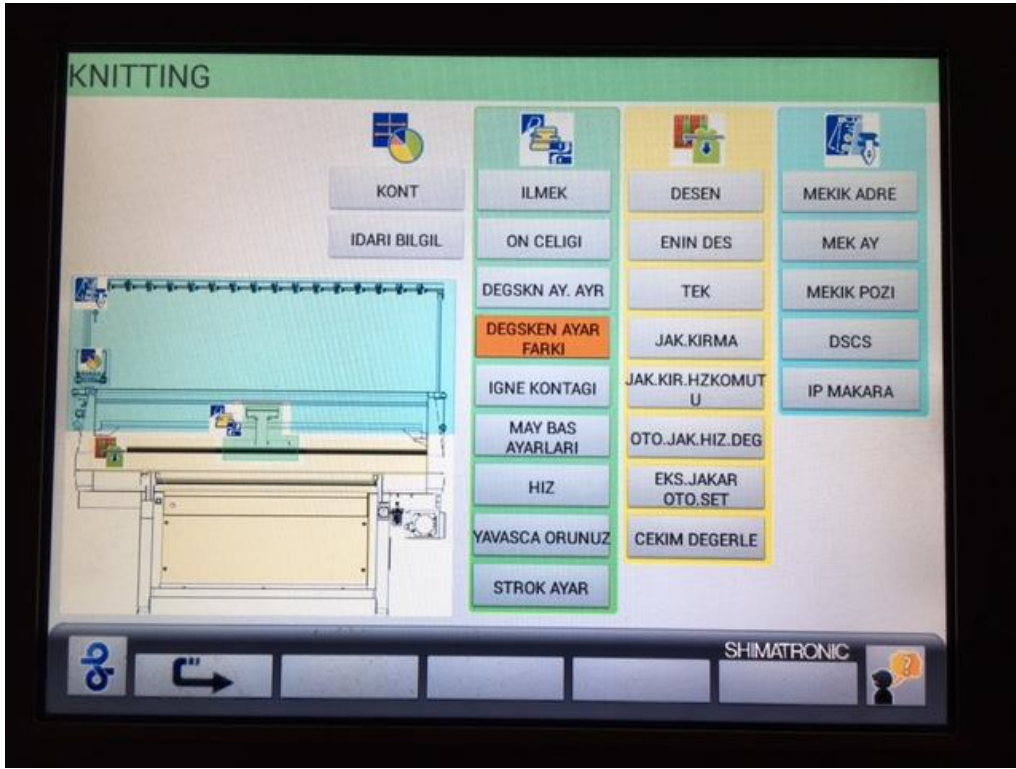 KNITTING
KONT
IDARI BILGIL
ILMEK
ON CELIGI
DEGSKN AY. AYR
DEGSKEN AYAR
FARKI
IGNE KONTAGI
MAY BAS
AYARLARI
HIZ
YAVASCA ORUNUZ
STROK AYAR
DESEN
ENIN DES
TEK
JAK.KIRMA
JAK.KIR.HZKOMUT
U
OTO.JAK.HIZ.DEG
EKS.JAKAR
OTO.SET
CEKIM DEGERLE
MEKIK ADRE
MEK AY
MEKIK POZI
DSCS
IP MAKARA
SHIMATRONIC